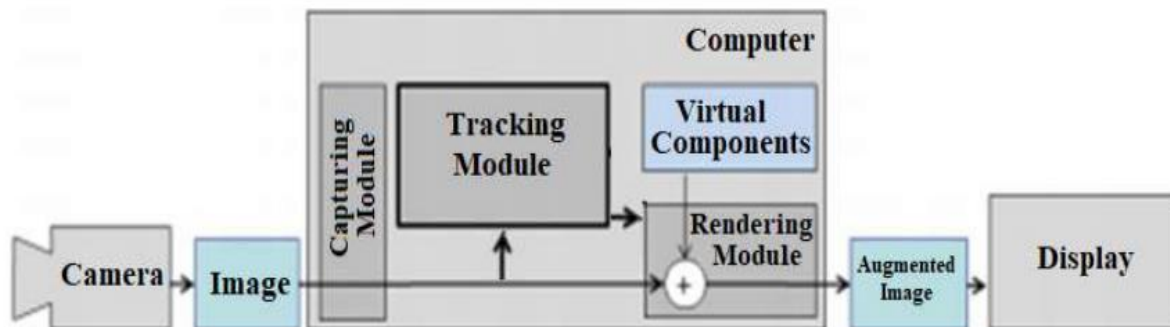 Computer
Capturing
Module
Tracking
Module
Virtual
Components
Rendering
Module
+
Camera
Image
Augmented
Image
Display